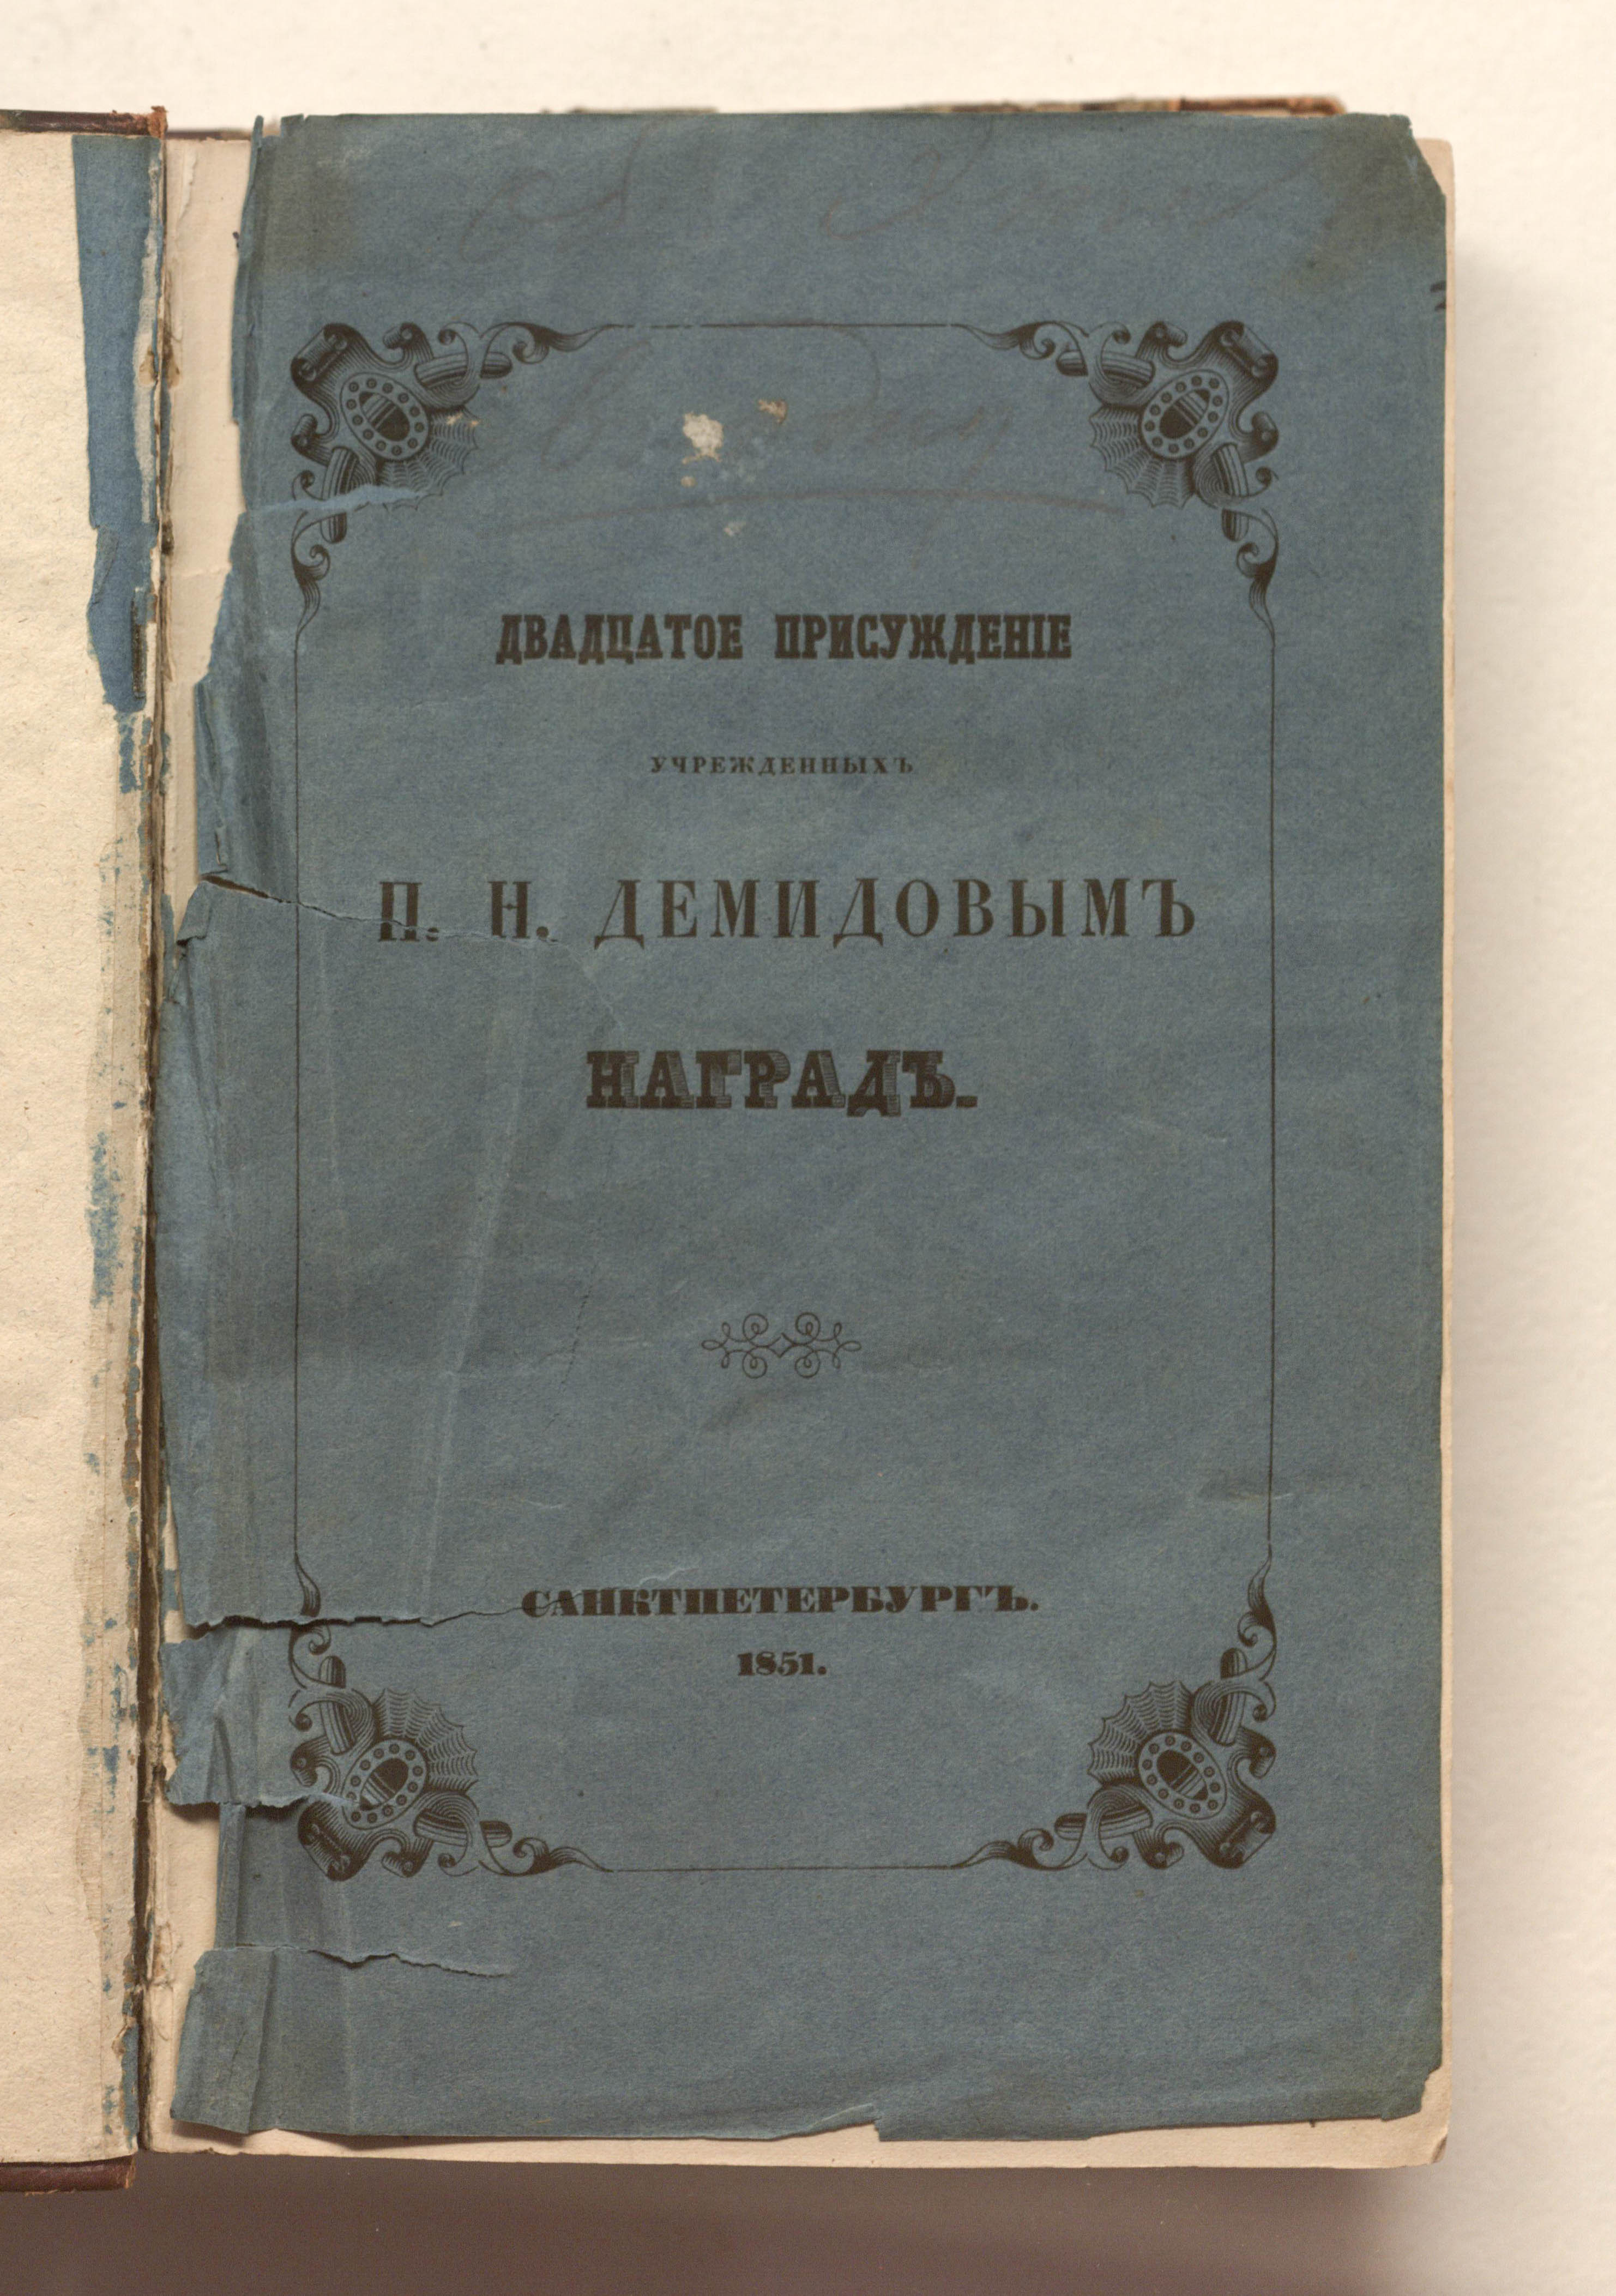 ДВАДЦАТОЕ ПРИСУЖДЕНІЕ
УЧРЕЖДЕННЫХЪ
П. Н. ДЕМИДОВЫМЪ
НАГРАДЪ.
САНКТПЕТЕРБУРГЪ.
1851.